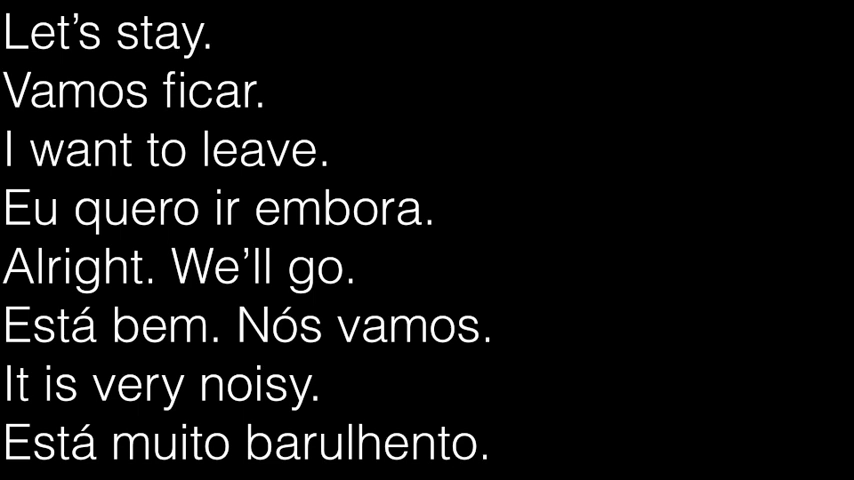 Let’s stay.
Vamos ficar.
I want to leave.
Eu quero ir embora.
Alright. We’ll go.
Está bem. Nós vamos.
It is very noisy.
Está muito barulhento.